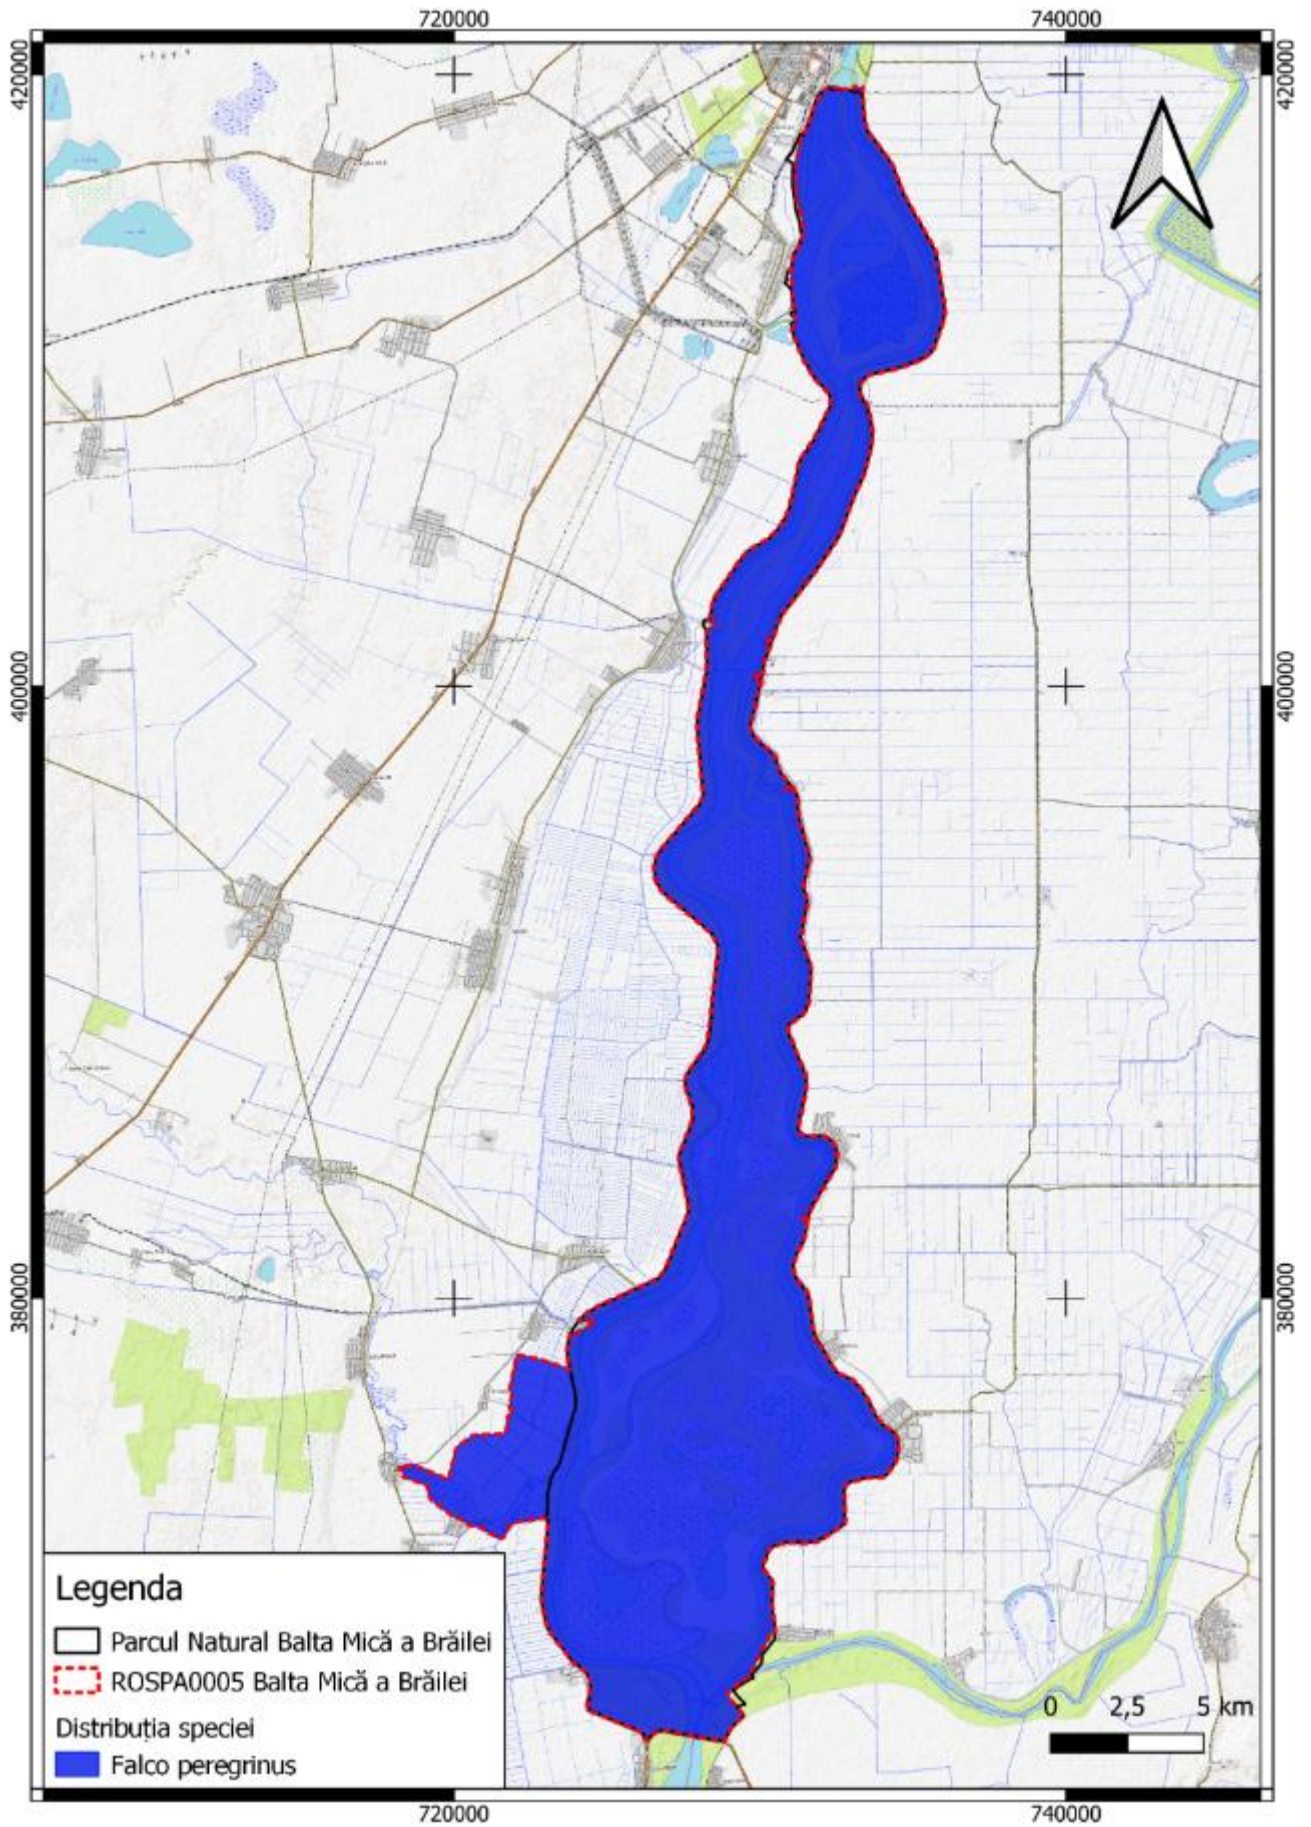 720000
740000
420000
420000
400000
400000
380000
380000
Legenda
Parcul Natural Balta Mică a Brăilei
ROSPA0005 Balta Mică a Brăilei
Distribuția speciei
Falco peregrinus
0 2,5 5 km
720000
740000